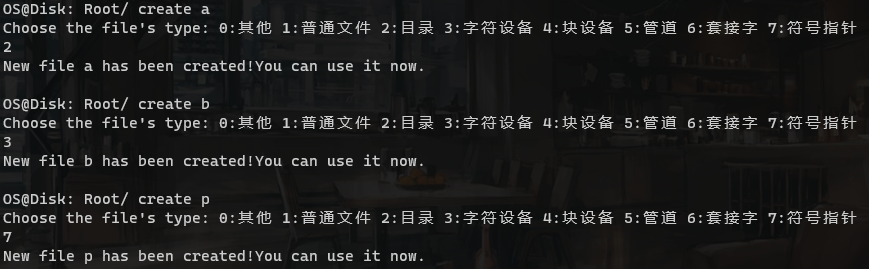 OS@Disk: Root/ create a
Choose the file's type: 0:其他 1:普通文件 2:目录 3:字符设备 4:块设备 5:管道 6:套接字 7:符号指针
2
New file a has been created!You can use it now.
OS@Disk: Root/ create b
Choose the file's type: 0:其他 1:普通文件 2:目录 3:字符设备 4:块设备 5:管道 6:套接字 7:符号指针
3
New file b has been created!You can use it now.
OS@Disk: Root/ create p
Choose the file's type: 0:其他 1:普通文件 2:目录 3:字符设备 4:块设备 5:管道 6:套接字 7:符号指针
7
New file p has been created!You can use it now.